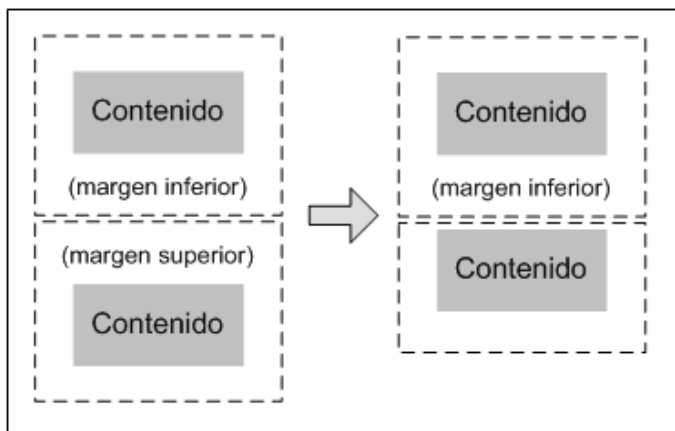 Contenido
(margen inferior)
(margen superior)
Contenido
Contenido
(margen inferior)
Contenido